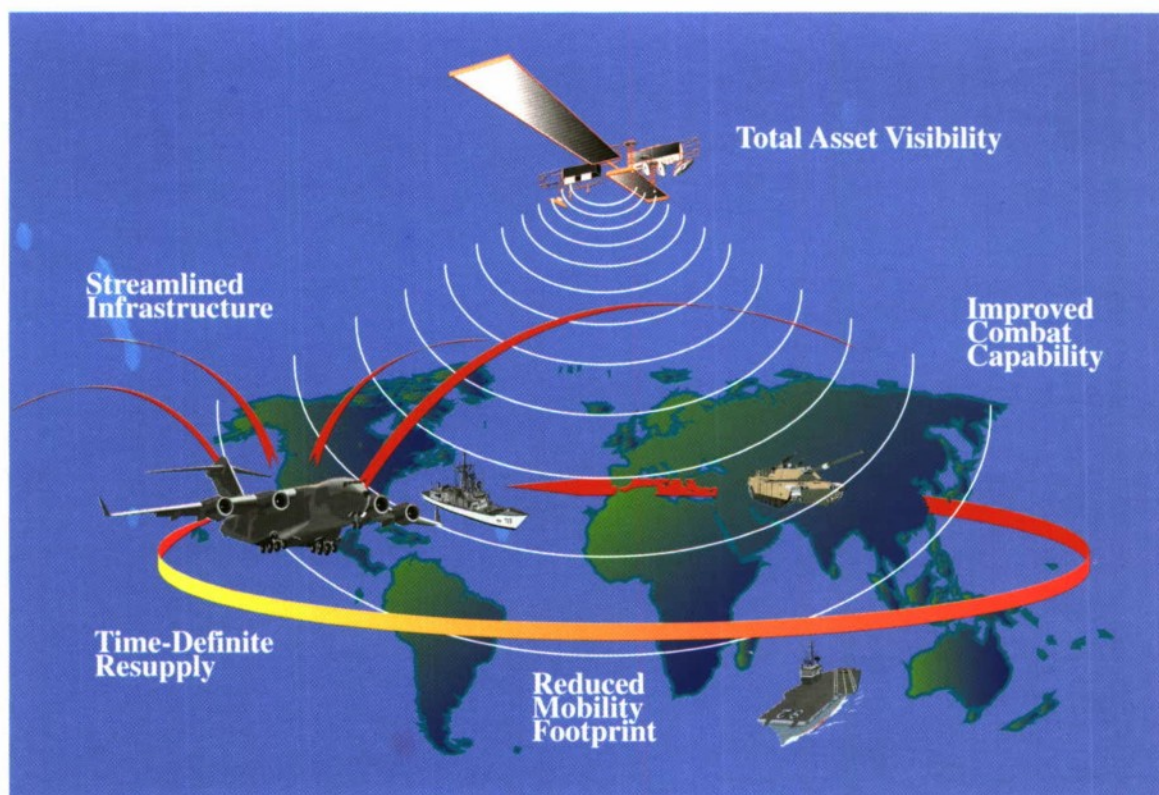 Total Asset Visibility
Streamlined
Infrastructure
Improved
Combat
Capability
Time-Definite
Resupply
Reduced
Mobility
Footprint